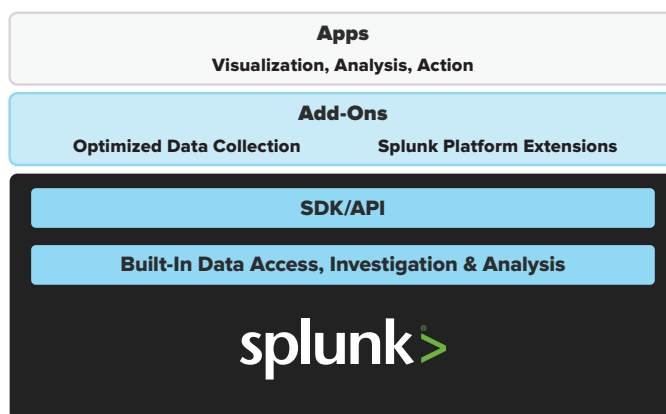 Apps
Visualization, Analysis, Action
Add-Ons
Optimized Data Collection Splunk Platform Extensions
SDK/API
Built-In Data Access, Investigation & Analysis
splunk>®